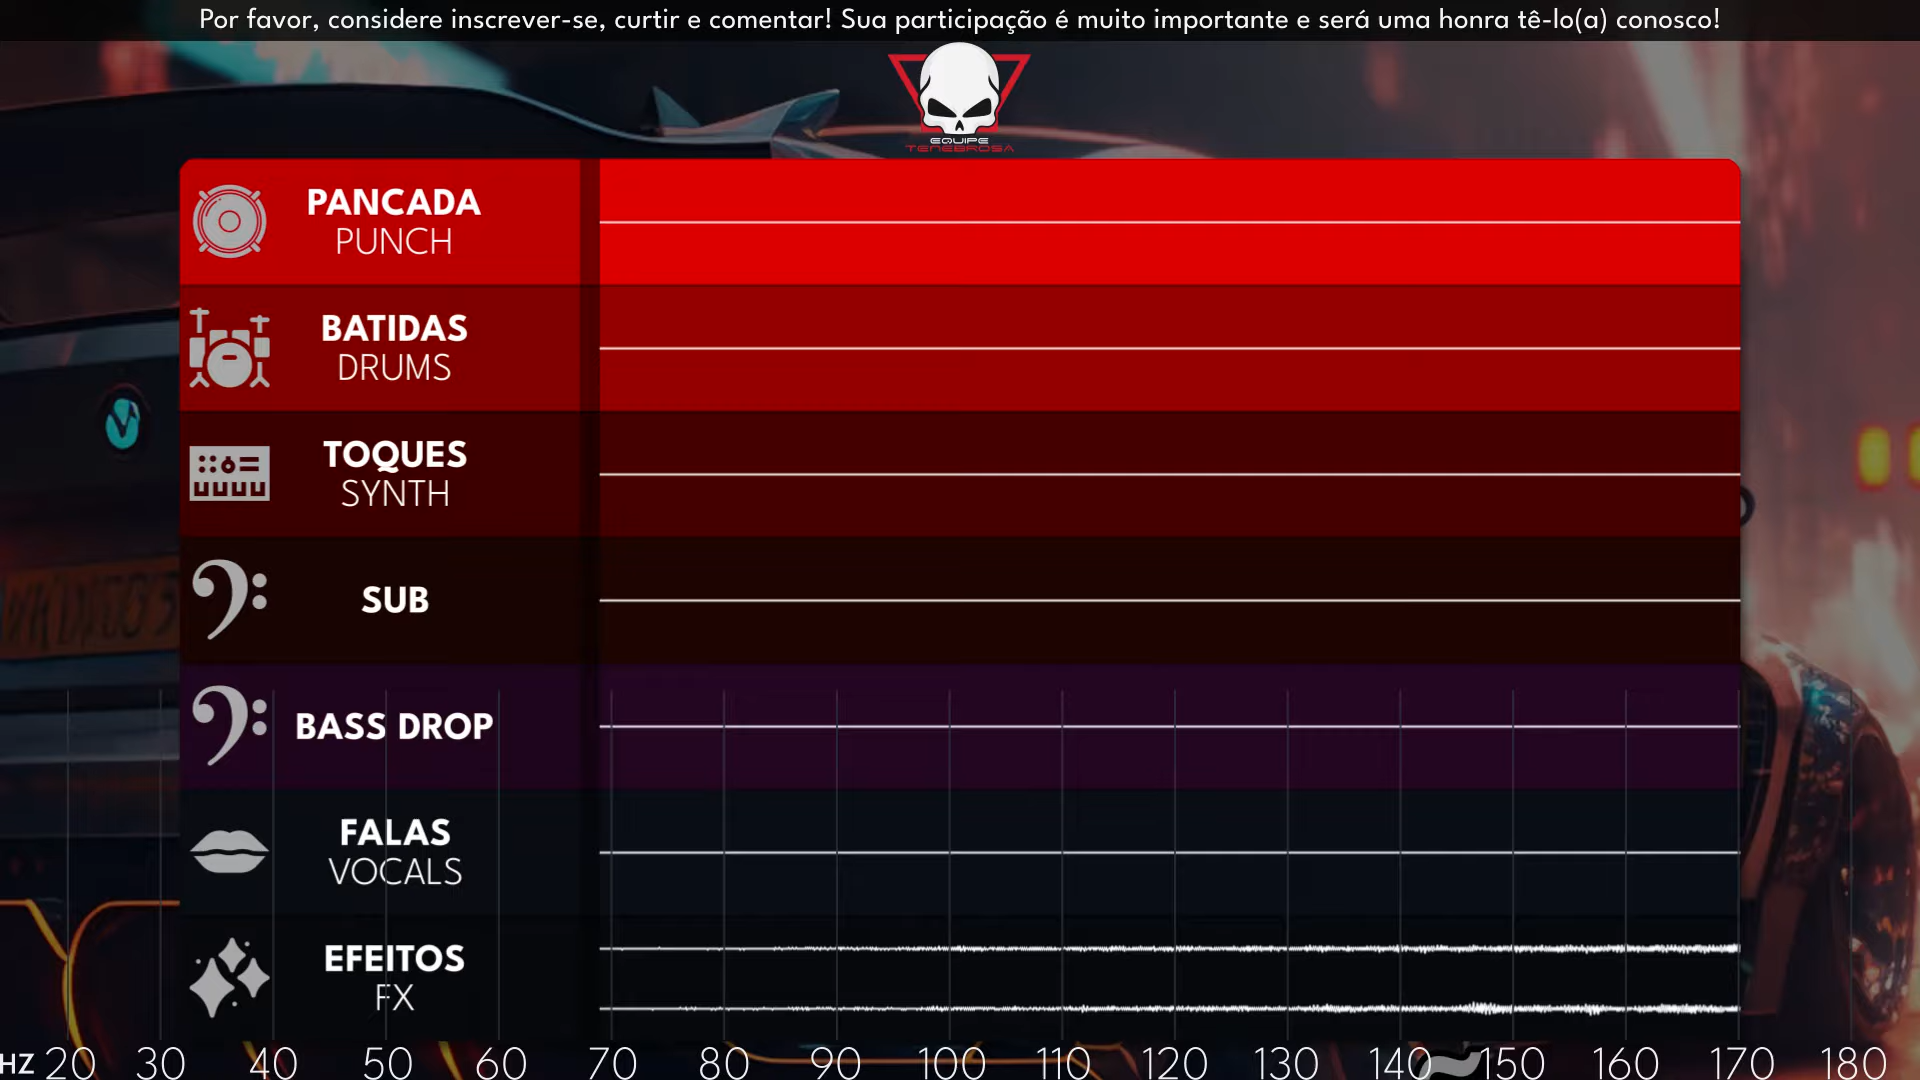 Por favor, considere inscrever-se, curtir e comentar! Sua participação é muito importante e será uma honra tê-lo(a) conosco!
EQUIPE
TENEBROSA
PANCADA
PUNCH
BATIDAS
DRUMS
TOQUES
SYNTH
SUB
BASS DROP
FALAS
VOCALS
EFEITOS
FX
HZ 20 30 40 50 60 70 80 90 100 110 120 130 140 150 160 170 180